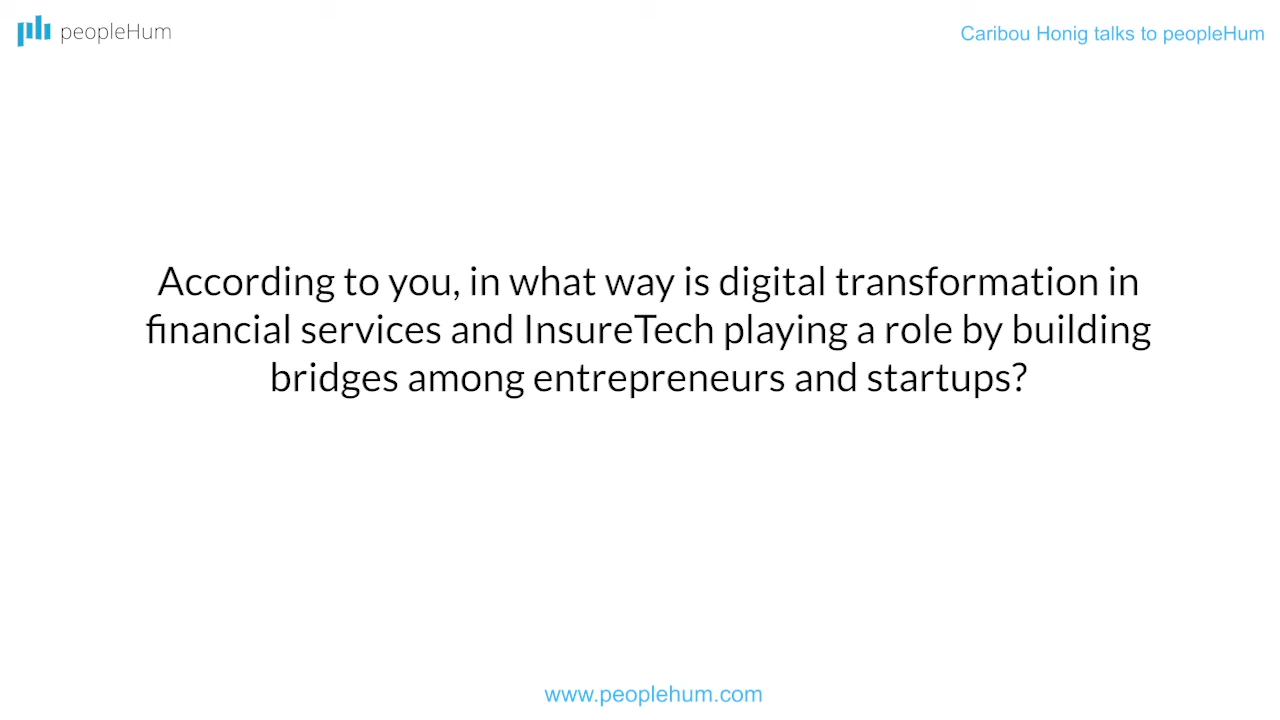 peopleHum
Caribou Honig talks to peopleHum
According to you, in what way is digital transformation in
financial services and InsureTech playing a role by building
bridges among entrepreneurs and startups?
www.peoplehum.com